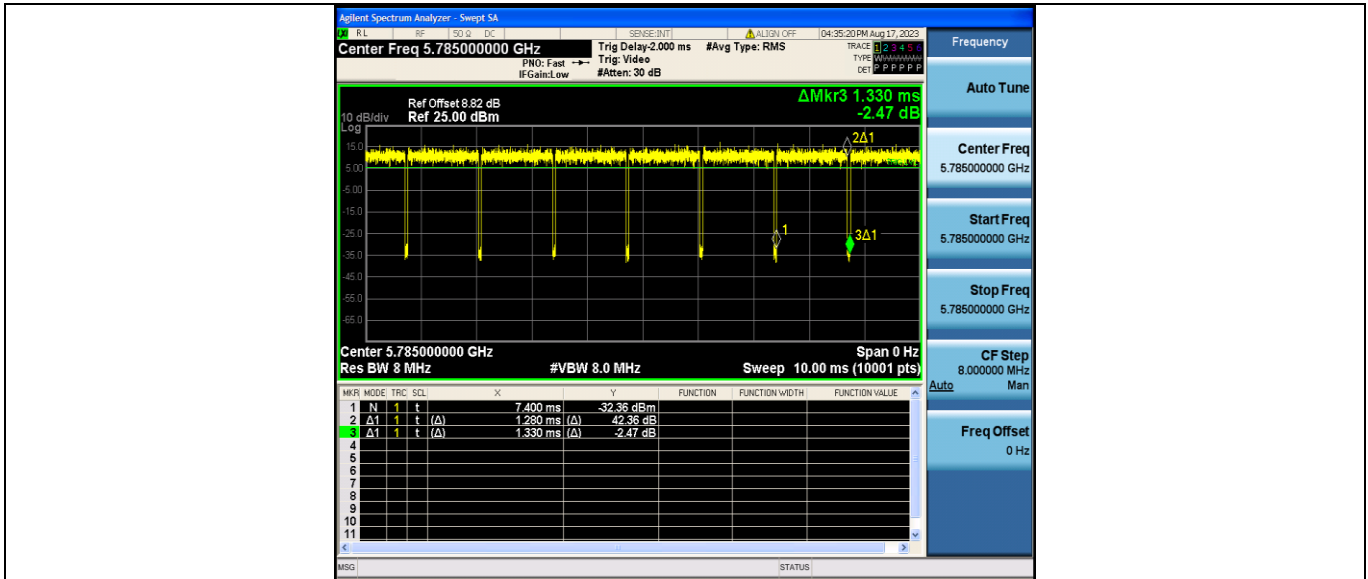 Agilent Spectrum Analyzer - Swept SA
RL RF 50 Ω DC SENSE:INT ALIGN OFF 04:35:20 PM Aug 17, 2023
Center Freq 5.785000000 GHz
PNO: Fast
IFGain:Low
Trig Delay-2.000 ms #Avg Type: RMS
Trig: Video
#Atten: 30 dB
TRACE 1 2 3 4 5 6
TYPE
DET P P P P P P
Ref Offset 8.82 dB
10 dB/div Ref 25.00 dBm
Log
ΔMkr3 1.330 ms
-2.47 dB
15.0
5.00
-5.00
-15.0
-25.0
-35.0
-45.0
-55.0
-65.0
2Δ1
1
3Δ1
Center 5.785000000 GHz Span 0 Hz
Res BW 8 MHz #VBW 8.0 MHz Sweep 10.00 ms (10001 pts)
MKR MODE TRC SCL X Y FUNCTION FUNCTION WIDTH FUNCTION VALUE
1 N 1 t 7.400 ms -32.36 dBm
2 Δ1 1 t (Δ) 1.280 ms (Δ) 42.36 dB
3 Δ1 1 t (Δ) 1.330 ms (Δ) -2.47 dB
4
5
6
7
8
9
10
11
MSG STATUS
Frequency
Auto Tune
Center Freq
5.785000000 GHz
Start Freq
5.785000000 GHz
Stop Freq
5.785000000 GHz
CF Step
8.000000 MHz
Auto Man
Freq Offset
0 Hz